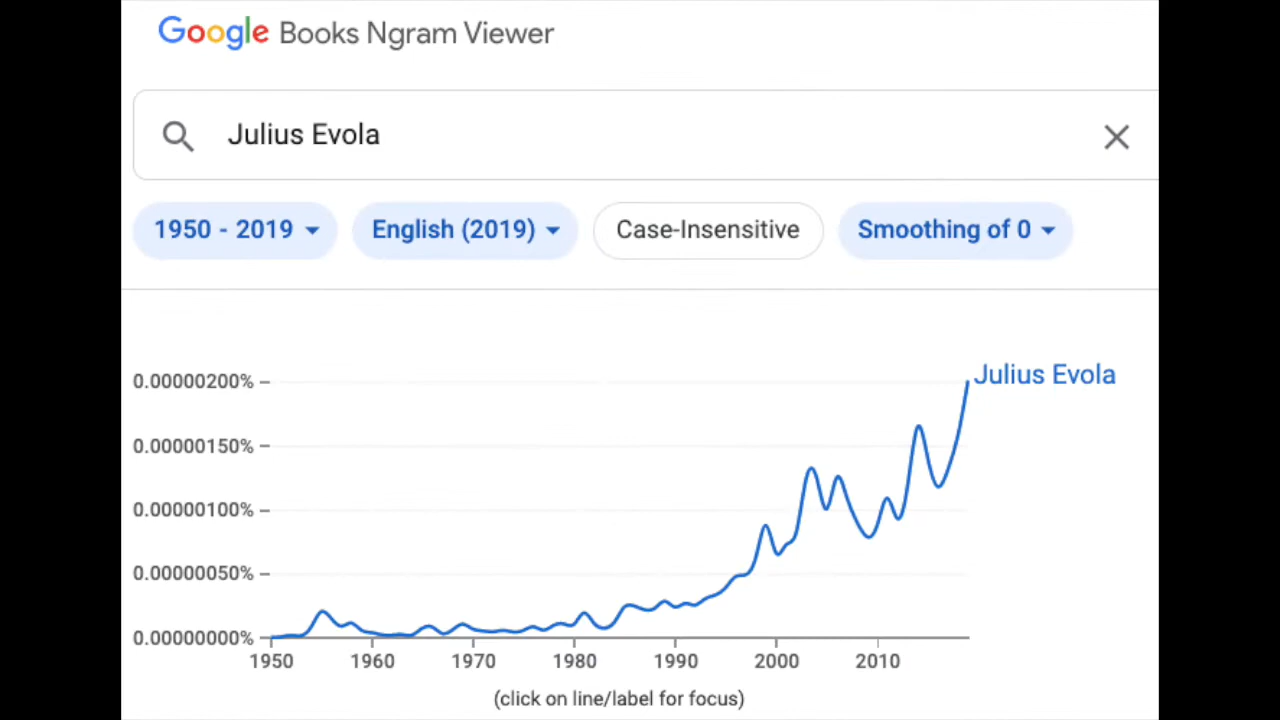 Google Books Ngram Viewer
Julius Evola
1950 - 2019 English (2019) Case-Insensitive Smoothing of 0
Julius Evola
0.00000200%
0.00000150%
0.00000100%
0.00000050%
0.00000000%
1950 1960 1970 1980 1990 2000 2010
(click on line/label for focus)